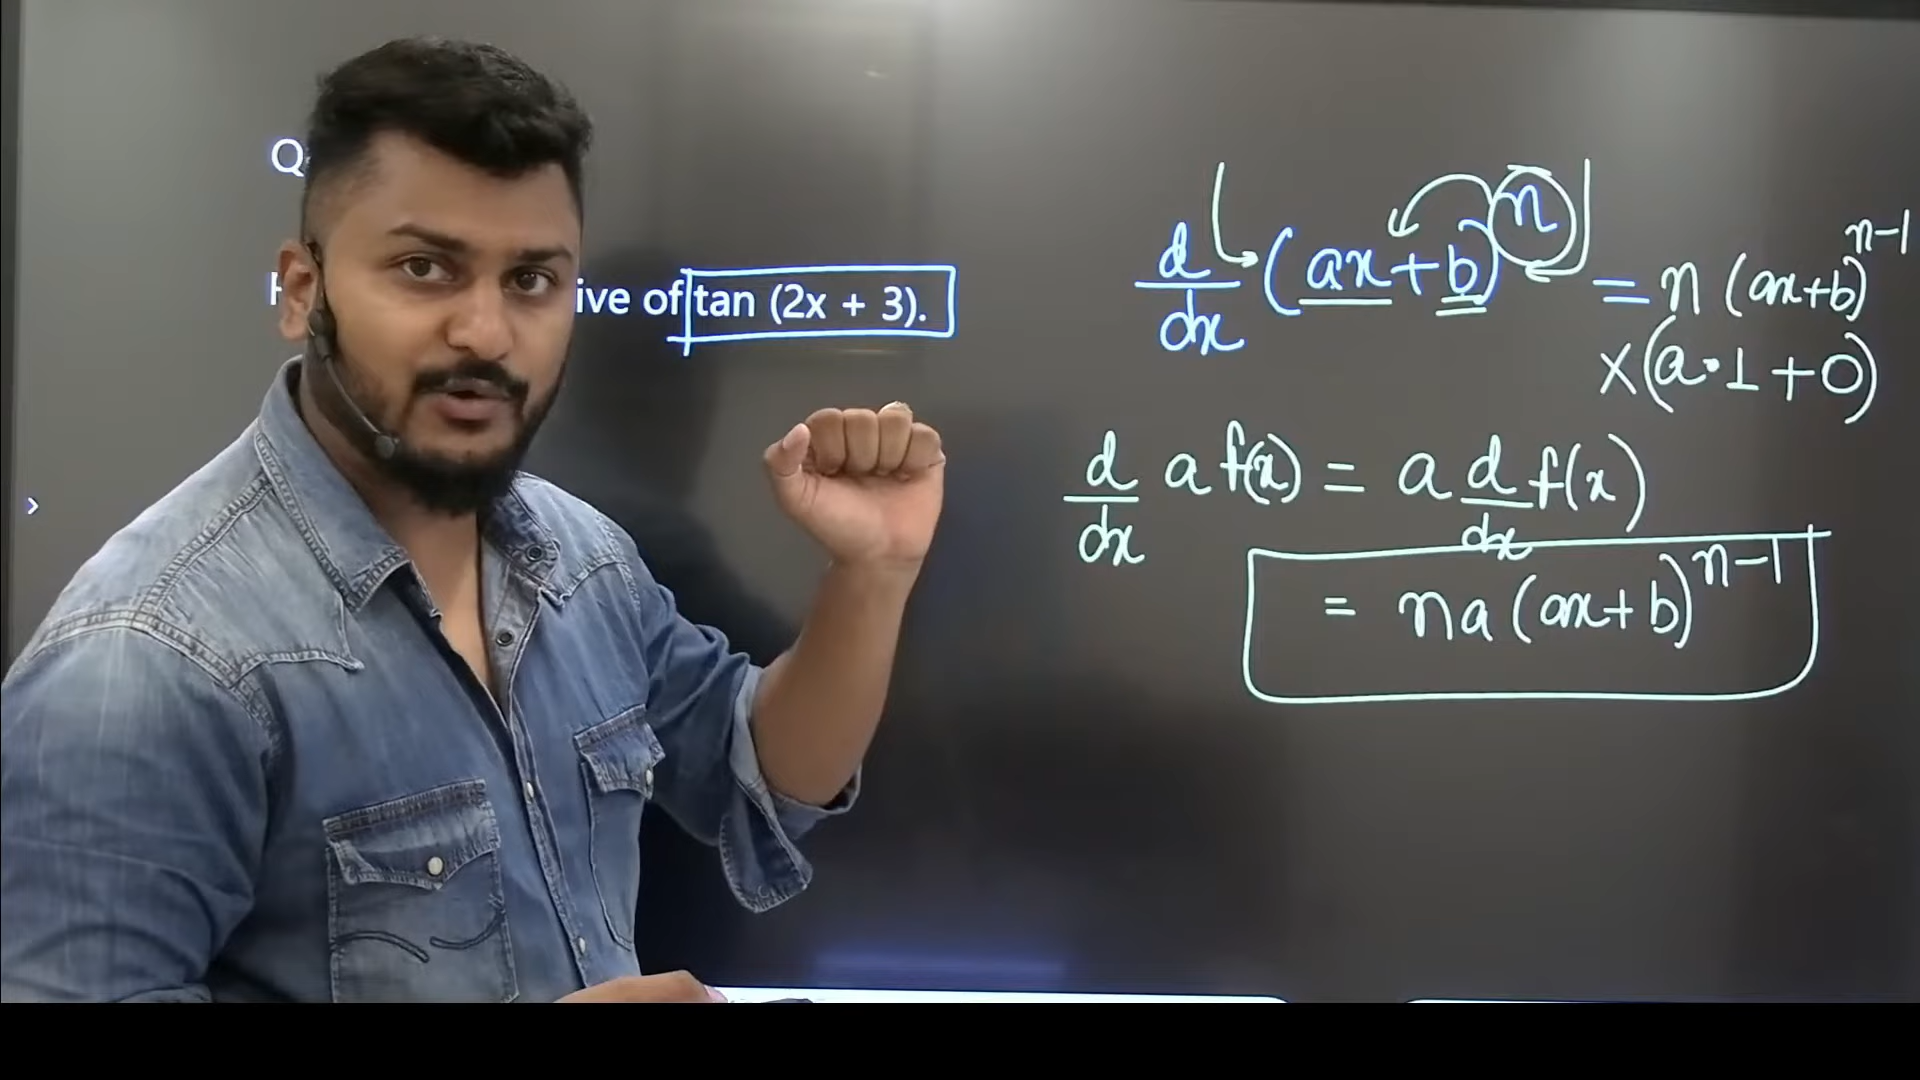 Q
ive of tan (2x + 3).
d/dx (ax+b)^n = n (ax+b)^n-1
×(a·1+0)
d/dx a f(x) = a d/dx f(x)
= na (ax+b)^n-1